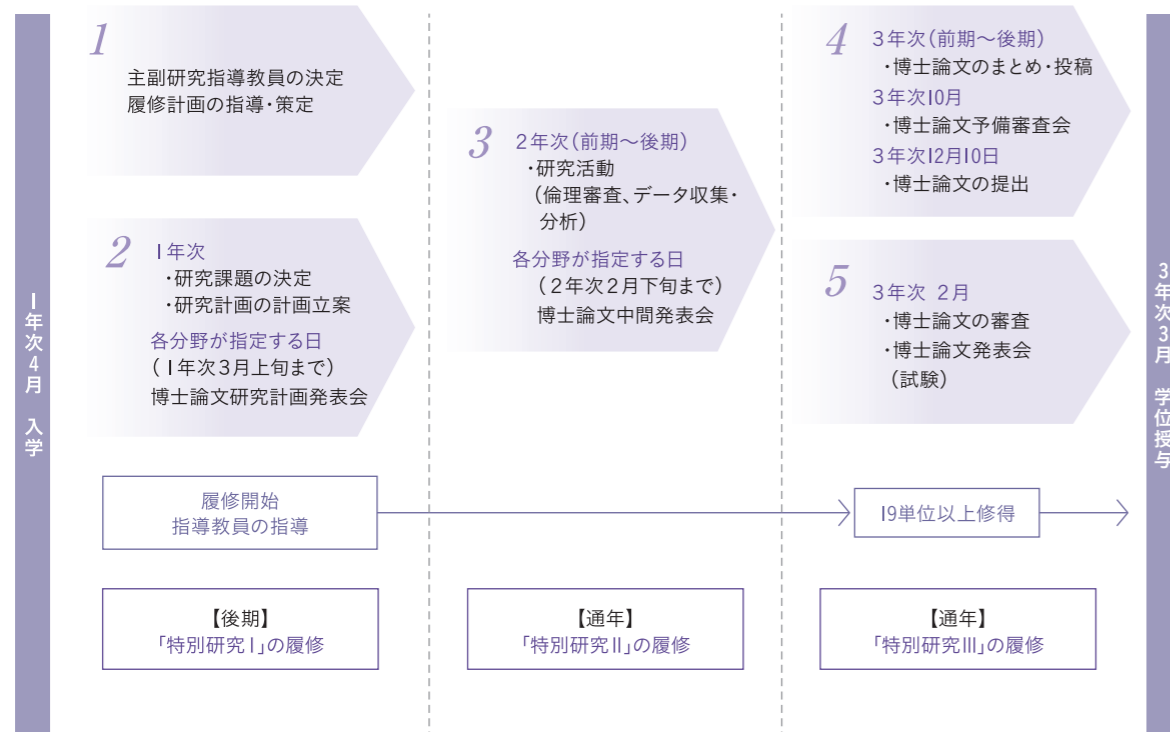 1年次4月 入学
1
主副研究指導教員の決定
履修計画の指導・策定
2
1年次
・研究課題の決定
・研究計画の計画立案
各分野が指定する日
(1年次3月上旬まで)
博士論文研究計画発表会
3
2年次(前期～後期)
・研究活動
(倫理審査、データ収集・
分析)
各分野が指定する日
(2年次2月下旬まで)
博士論文中間発表会
4
3年次(前期～後期)
・博士論文のまとめ・投稿
3年次10月
・博士論文予備審査会
3年次12月10日
・博士論文の提出
5
3年次 2月
・博士論文の審査
・博士論文発表会
(試験)
履修開始
指導教員の指導
19単位以上修得
【後期】
「特別研究Ⅰ」の履修
【通年】
「特別研究Ⅱ」の履修
【通年】
「特別研究Ⅲ」の履修
3年次3月 学位授与